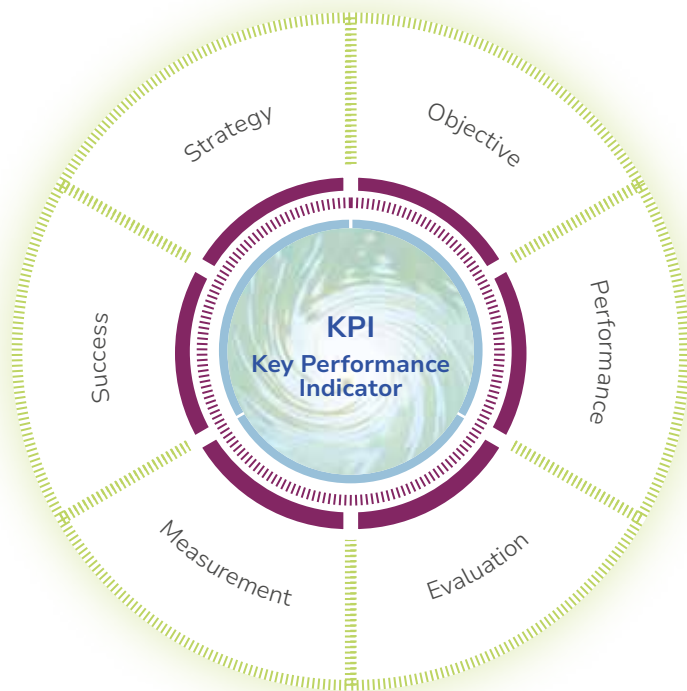 Strategy
Objective
Performance
Evaluation
Measurement
Success
KPI
Key Performance
Indicator